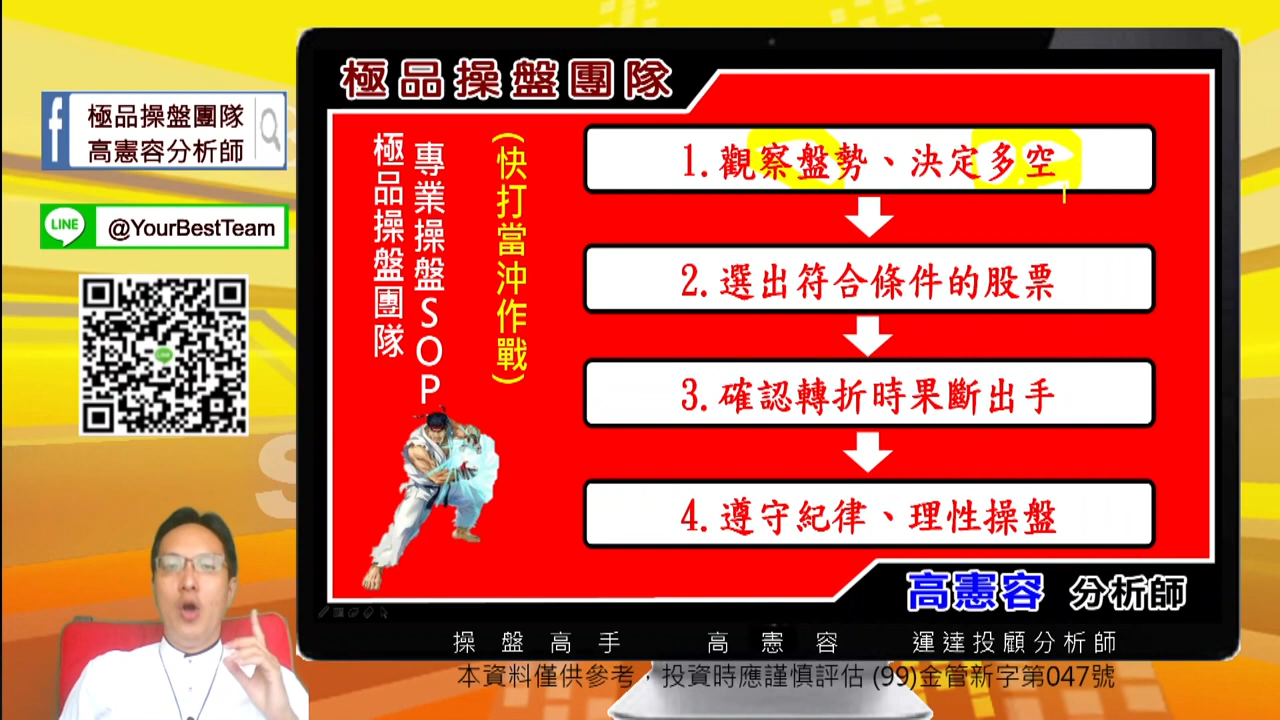 極品操盤團隊
極品操盤團隊
高憲容分析師
LINE
@YourBestTeam
極品操盤團隊
專業操盤SOP
(快打當沖作戰)
1.觀察盤勢、決定多空
2.選出符合條件的股票
3.確認轉折時果斷出手
4.遵守紀律、理性操盤
高憲容 分析師
操盤高手 高憲容 運達投顧分析師
本資料僅供參考，投資時應謹慎評估 (99)金管新字第047號